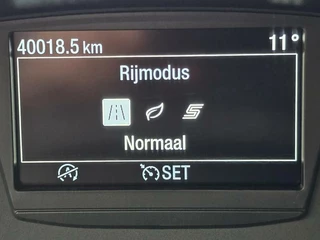 40018.5 km 11°
Rijmodus
Normaal
SET